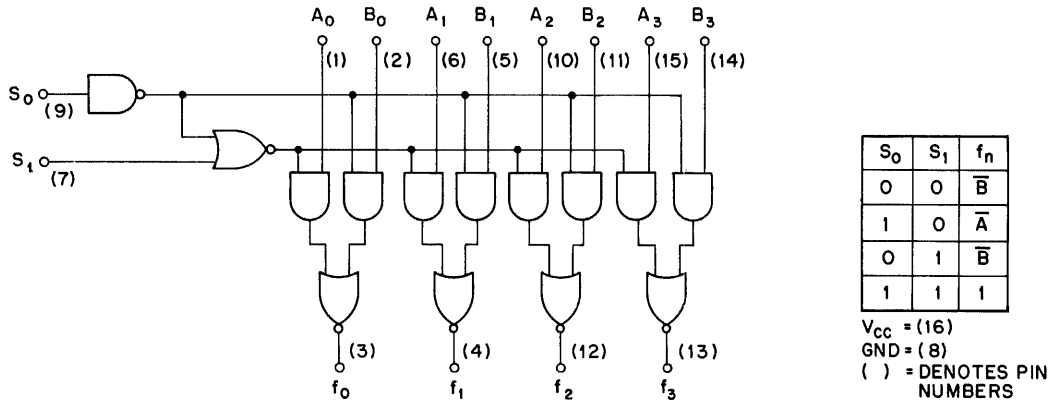 A₀ B₀ A₁ B₁ A₂ B₂ A₃ B₃
(1) (2) (6) (5) (10) (11) (15) (14)
S₀
(9)
S₁
(7)
(3) (4) (12) (13)
f₀ f₁ f₂ f₃
S₀ S₁ fₙ
0 0 B̅
1 0 A̅
0 1 B̅
1 1 1
V_CC = (16)
GND = (8)
( ) = DENOTES PIN
NUMBERS